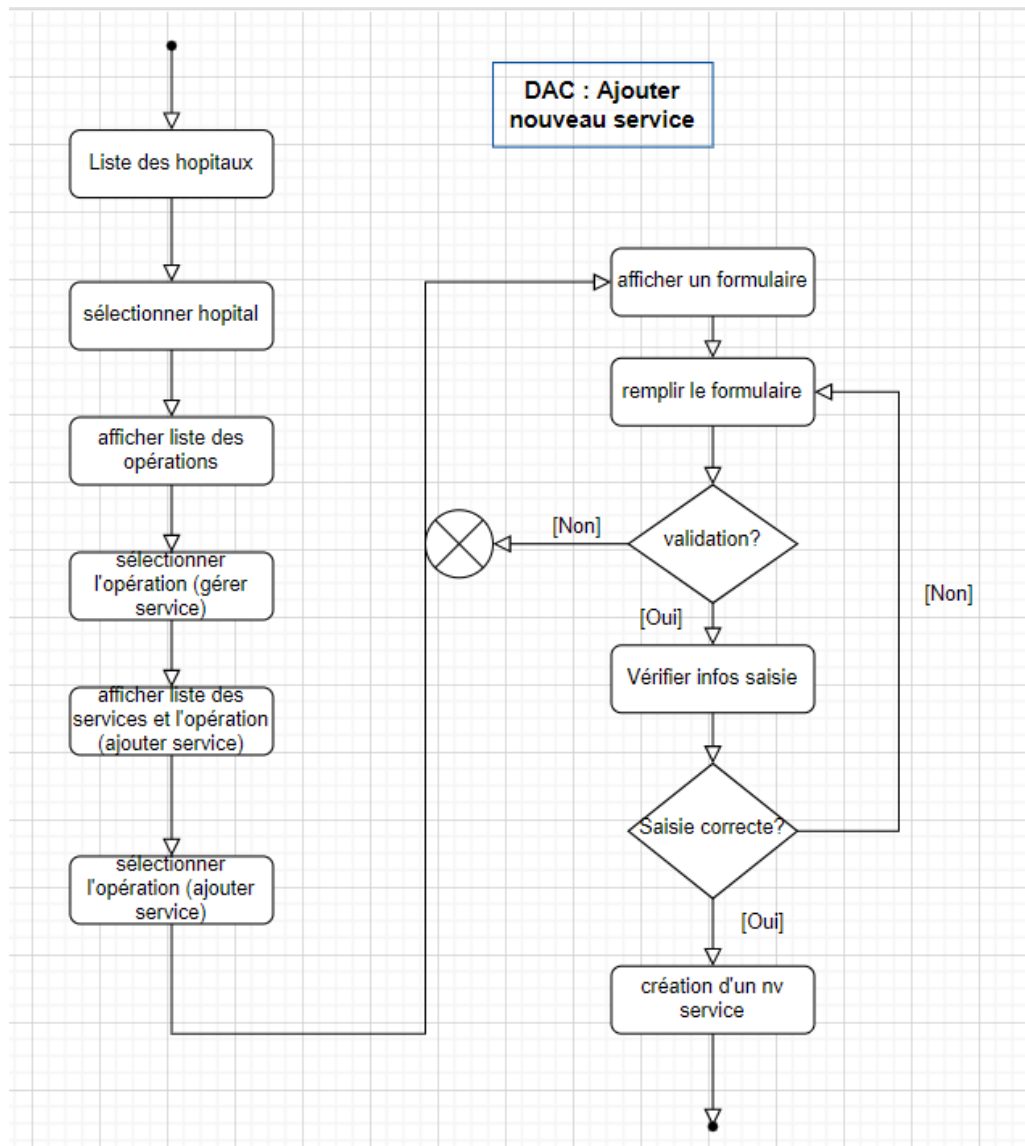 DAC : Ajouter
nouveau service
Liste des hopitaux
sélectionner hopital
afficher liste des
opérations
sélectionner
l'opération (gérer
service)
afficher liste des
services et l'opération
(ajouter service)
sélectionner
l'opération (ajouter
service)
afficher un formulaire
remplir le formulaire
validation?
[Non]
[Oui]
Vérifier infos saisie
Saisie correcte?
[Non]
[Oui]
création d'un nv
service